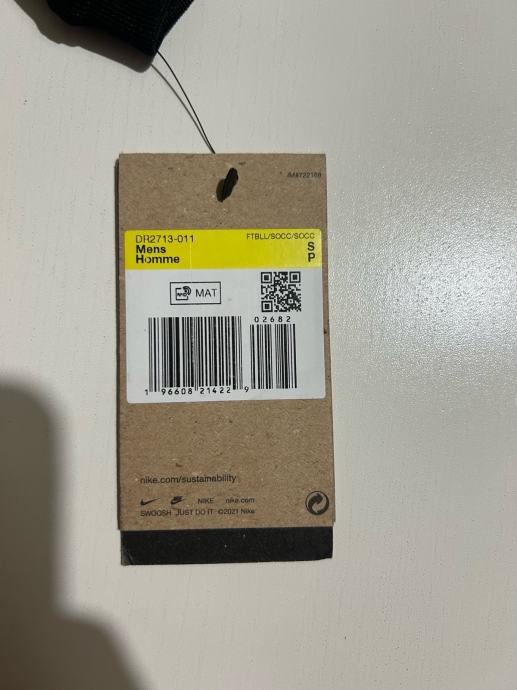 DR2713-011
FTBLL/SOCC/SOCC
Mens
S
Homme
P
MAT
02682
1 96608 21422 9
nike.com/sustainability
NIKE nike.com
SWOOSH JUST DO IT ©2021 Nike